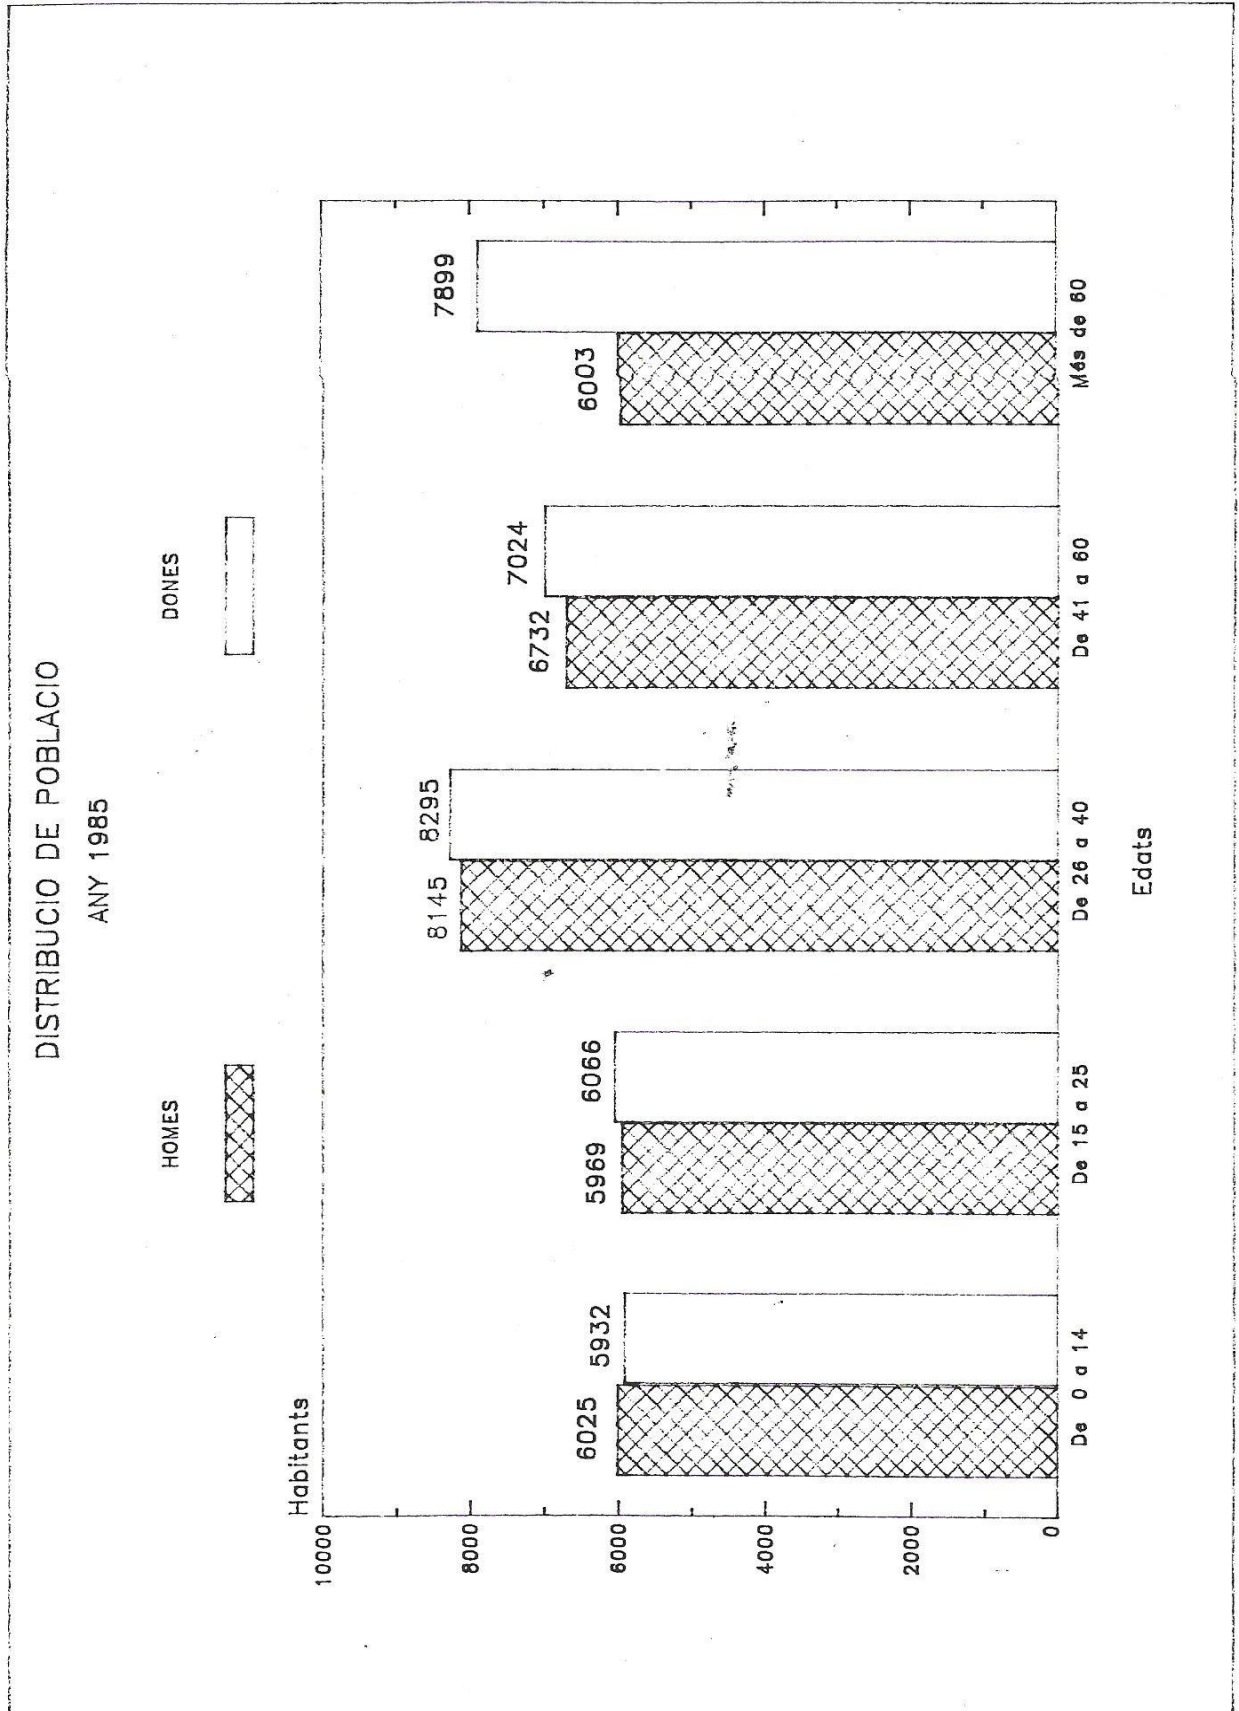 DISTRIBUCIO DE POBLACIO
ANY 1985
HOMES
DONES
Habitants
10000
8000
6000
4000
2000
0
6025
5932
5969
6066
8145
8295
6732
7024
6003
7899
De 0 a 14
De 15 a 25
De 26 a 40
De 41 a 60
Més de 60
Edats